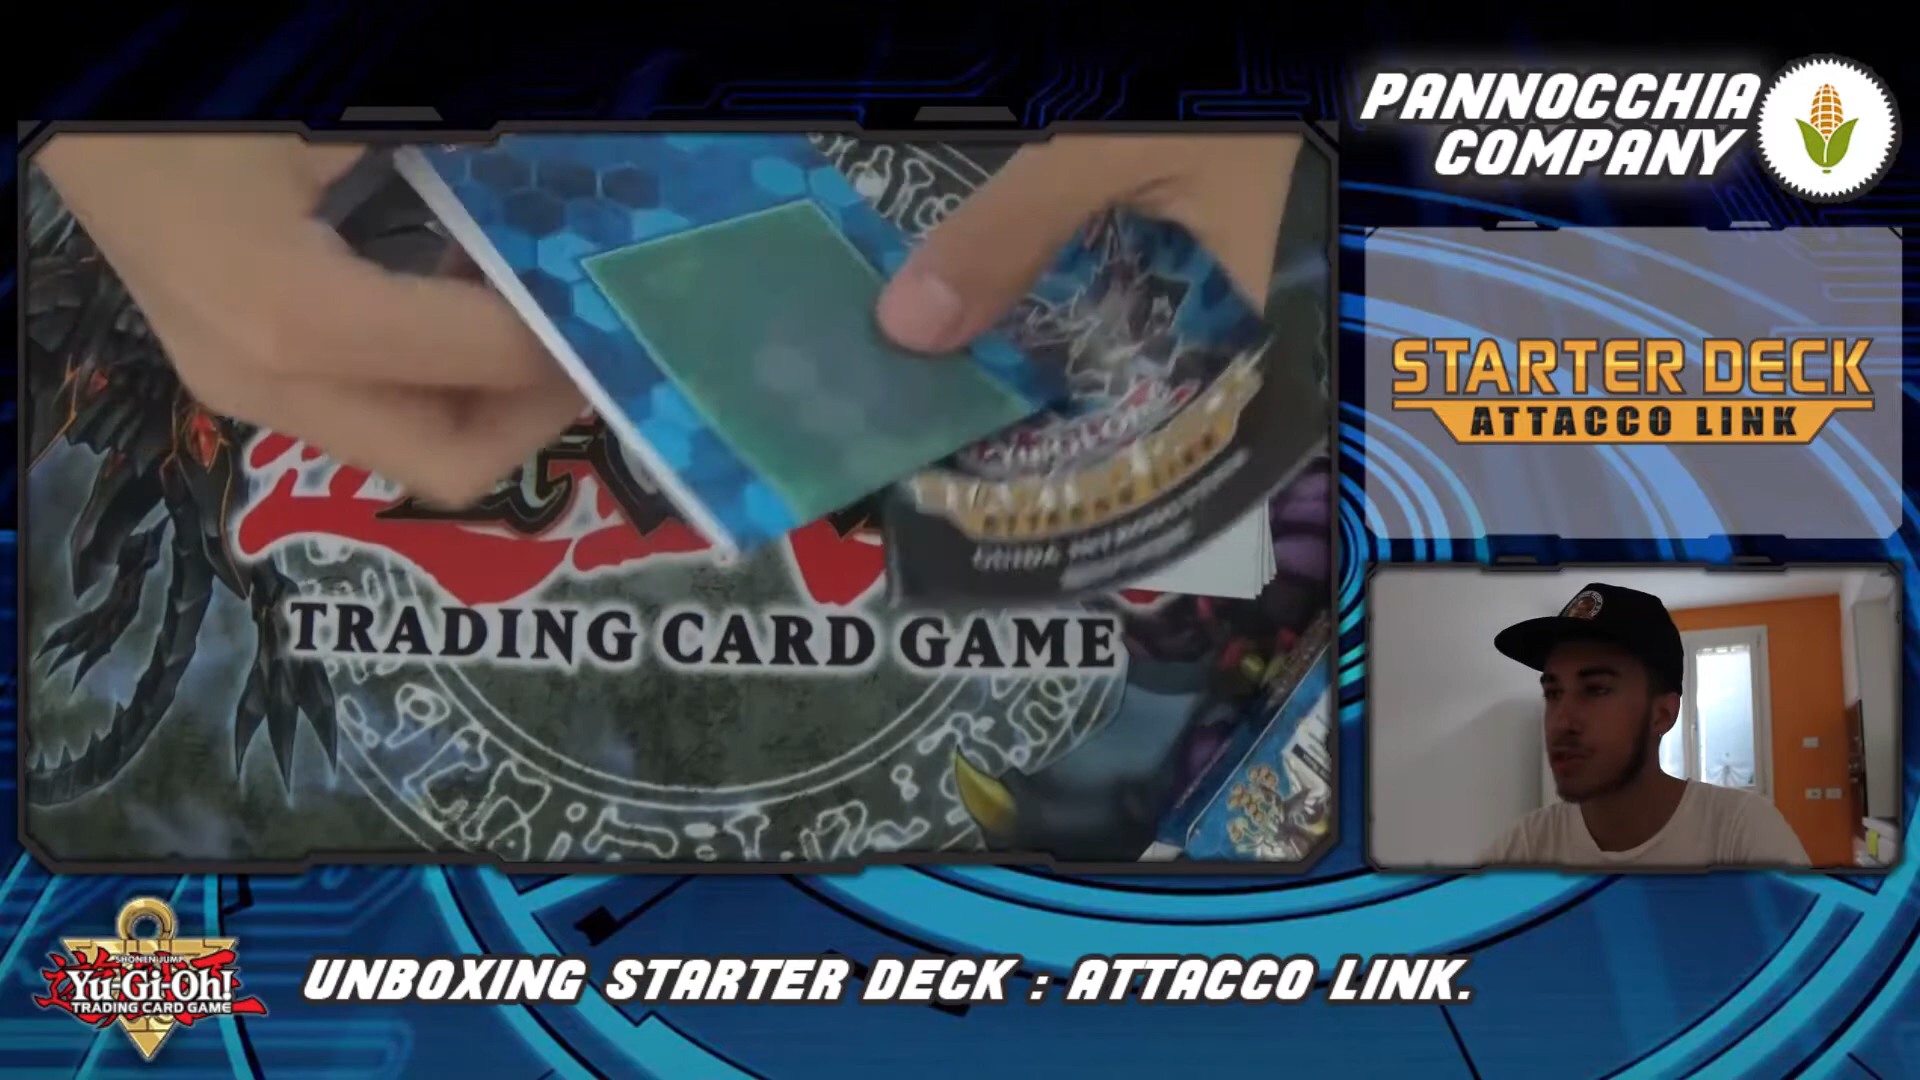 PANNOCCHIA
COMPANY
STARTER DECK
ATTACCO LINK
TRADING CARD GAME
SHONEN JUMP
Yu-Gi-Oh!
TRADING CARD GAME
UNBOXING STARTER DECK : ATTACCO LINK.